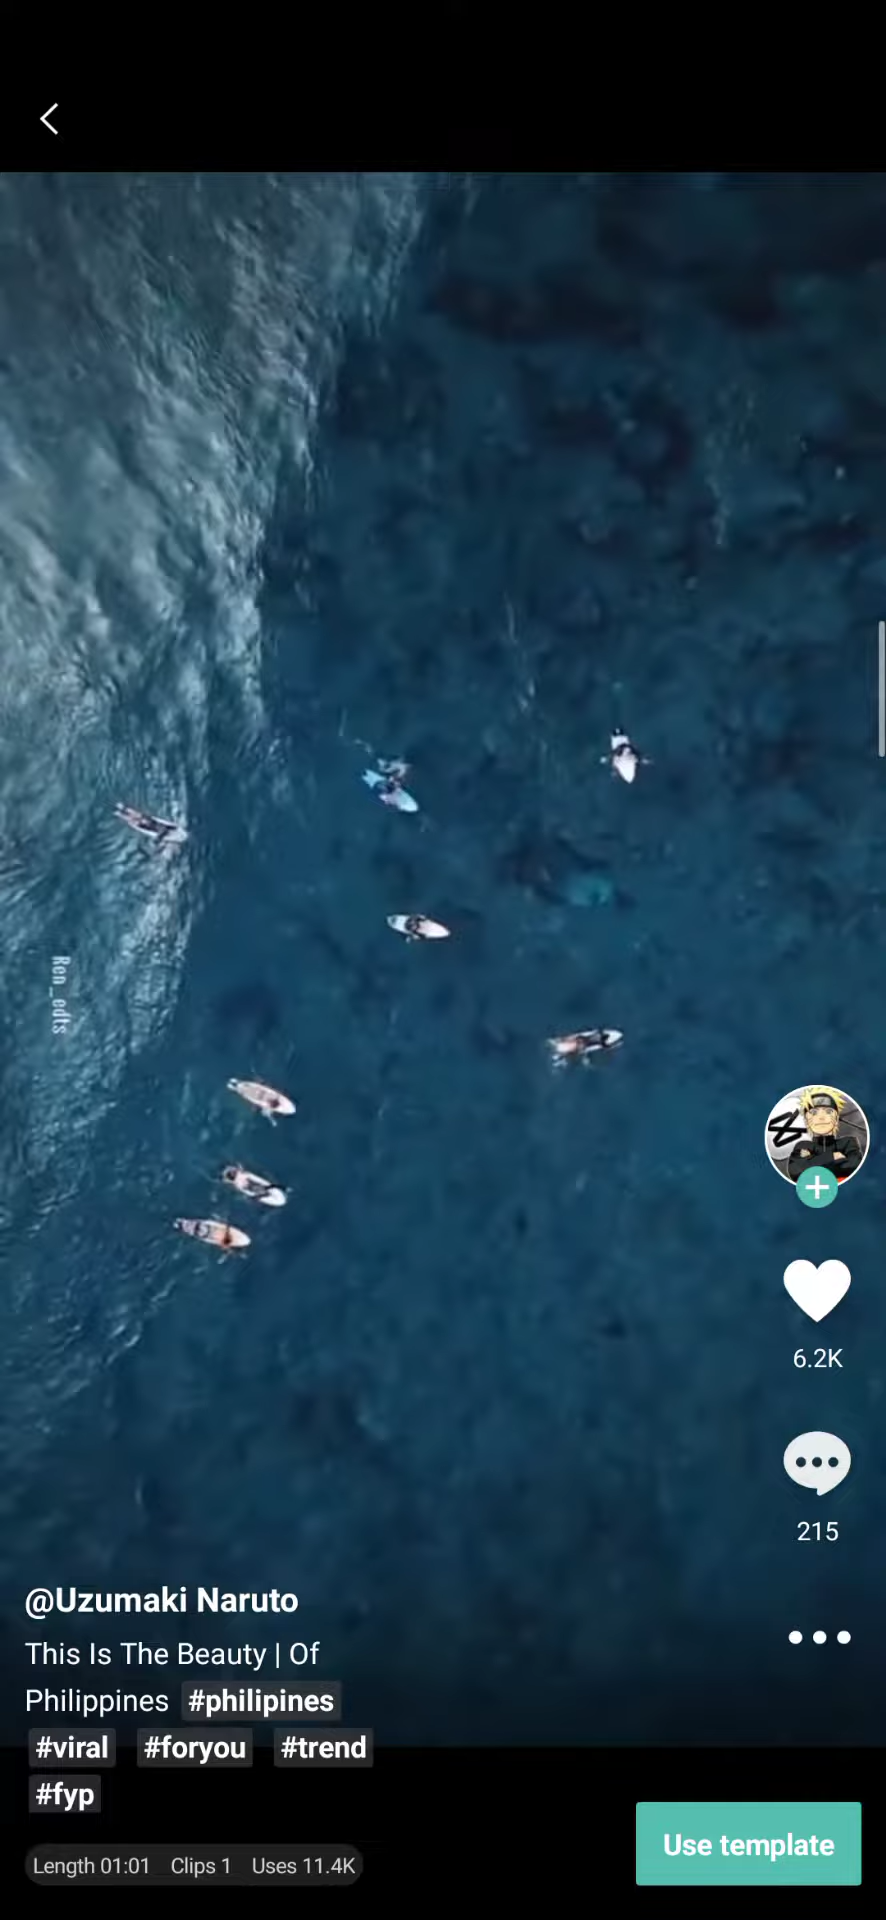 Ren_edts
6.2K
215
@Uzumaki Naruto
This Is The Beauty | Of
Philippines #philipines
#viral #foryou #trend
#fyp
Length 01:01 Clips 1 Uses 11.4K
Use template